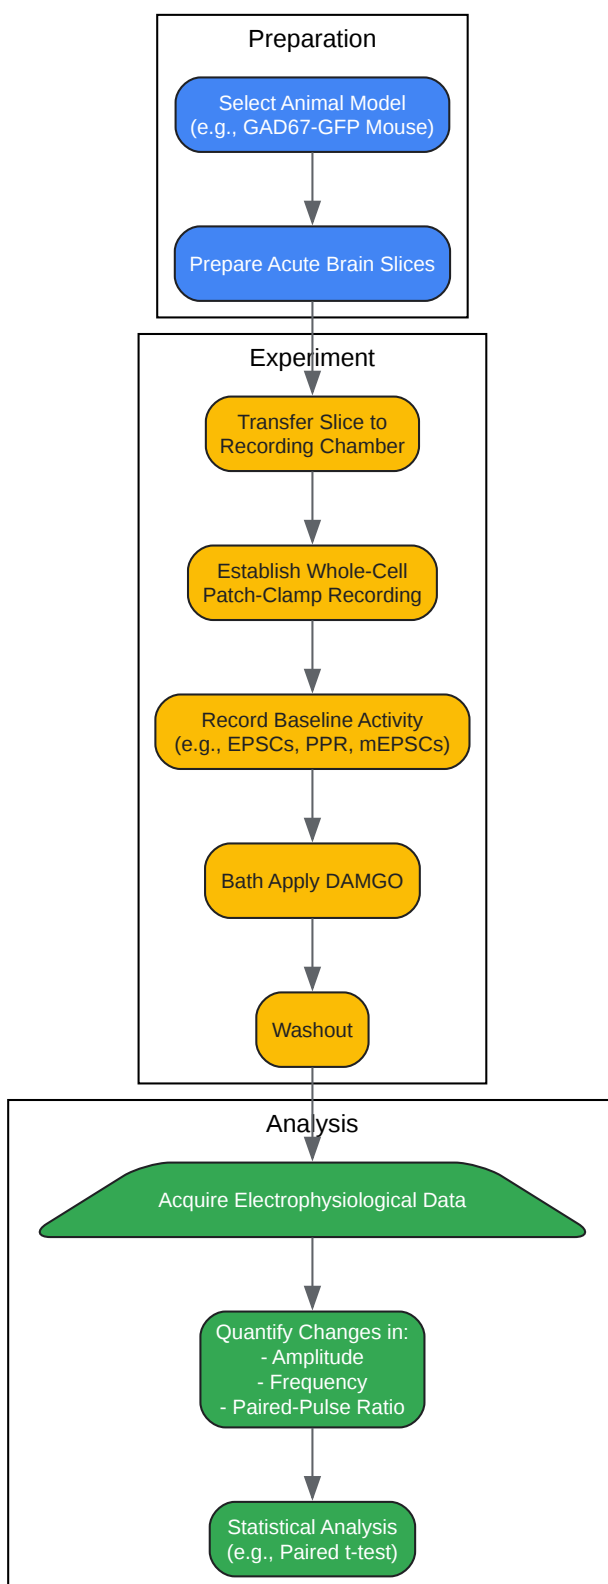 Preparation
Select Animal Model
(e.g., GAD67-GFP Mouse)
Prepare Acute Brain Slices
Experiment
Transfer Slice to
Recording Chamber
Establish Whole-Cell
Patch-Clamp Recording
Record Baseline Activity
(e.g., EPSCs, PPR, mEPSCs)
Bath Apply DAMGO
Washout
Analysis
Acquire Electrophysiological Data
Quantify Changes in:
- Amplitude
- Frequency
- Paired-Pulse Ratio
Statistical Analysis
(e.g., Paired t-test)